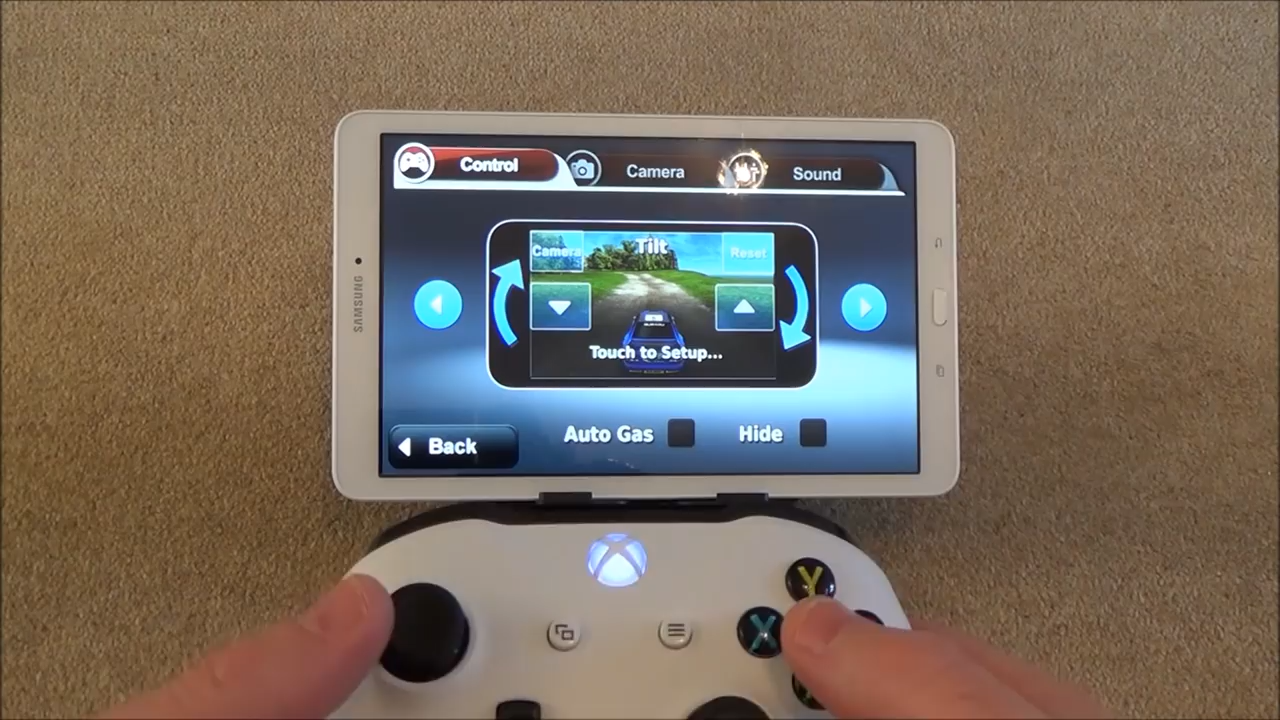 Control
Camera
Sound
Camera
Tilt
Reset
Touch to Setup...
Auto Gas
Hide
Back
SAMSUNG
Y
X